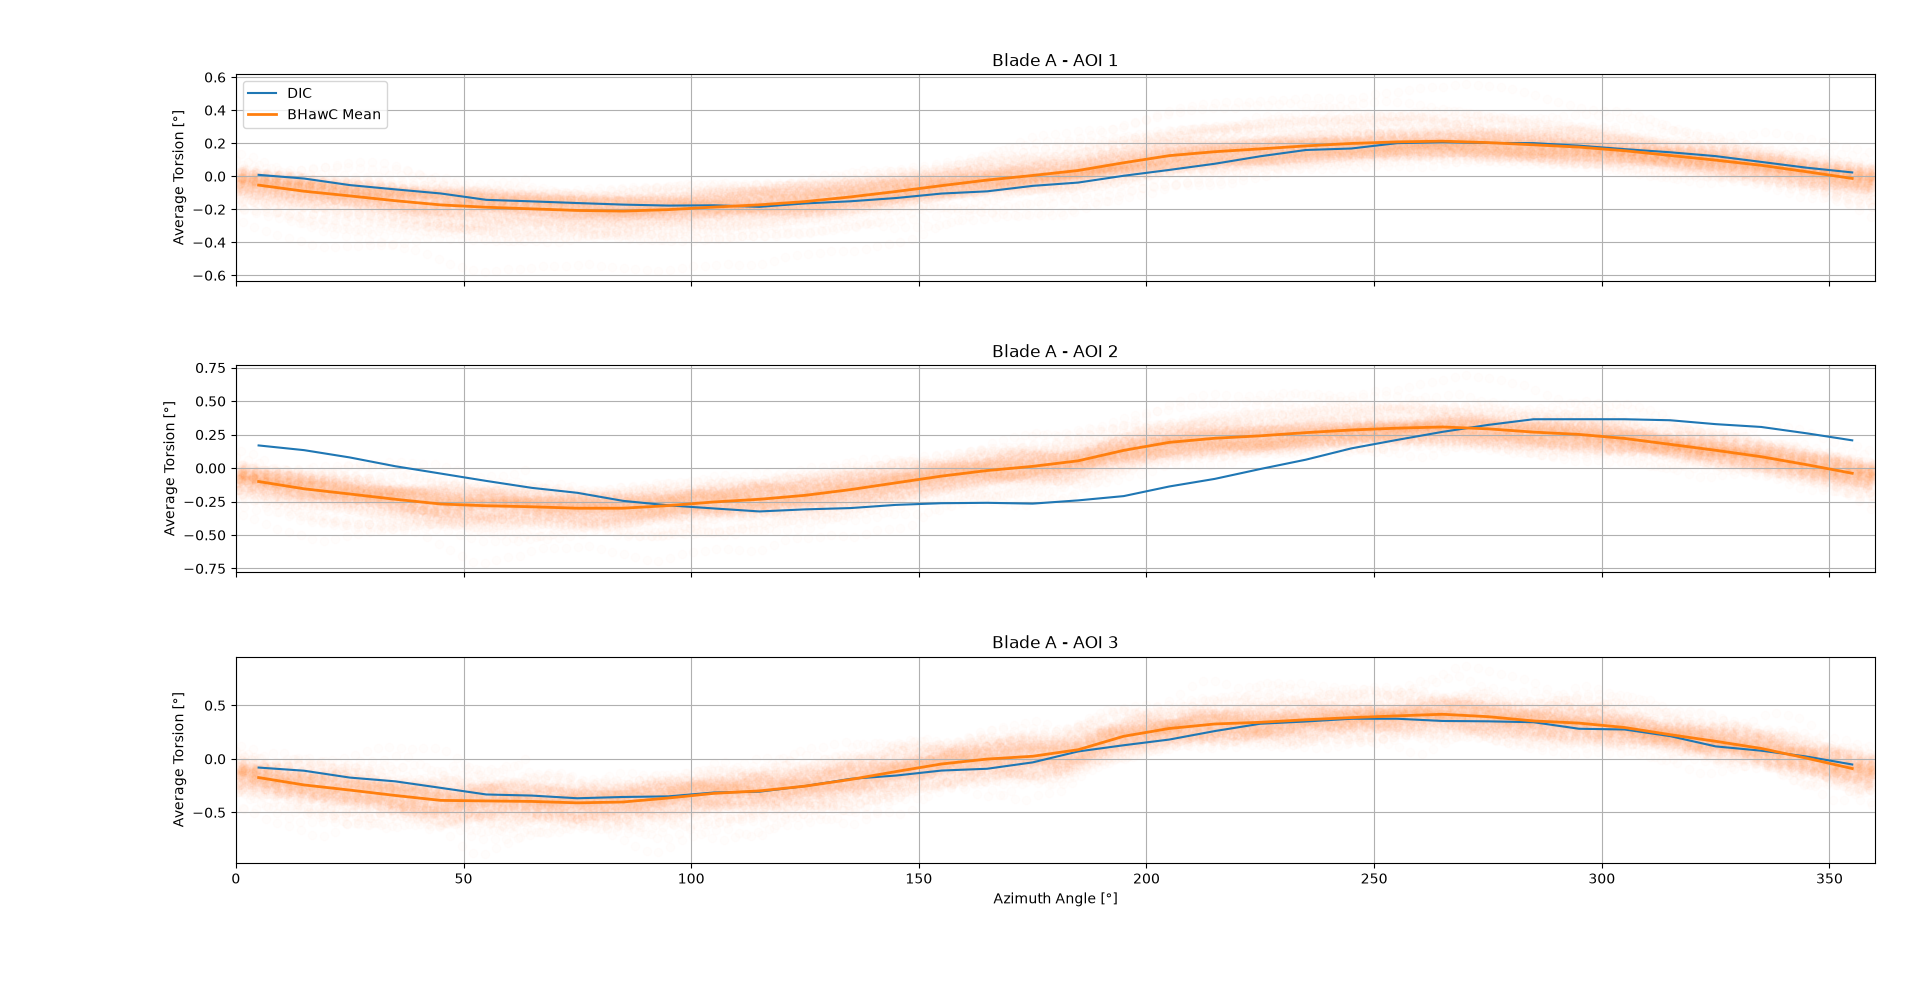 Blade A - AOI 1
Average Torsion [°]
0.6
0.4
0.2
0.0
−0.2
−0.4
−0.6
DIC
BHawC Mean
Blade A - AOI 2
Average Torsion [°]
0.75
0.50
0.25
0.00
−0.25
−0.50
−0.75
Blade A - AOI 3
Average Torsion [°]
0.5
0.0
−0.5
0 50 100 150 200 250 300 350
Azimuth Angle [°]